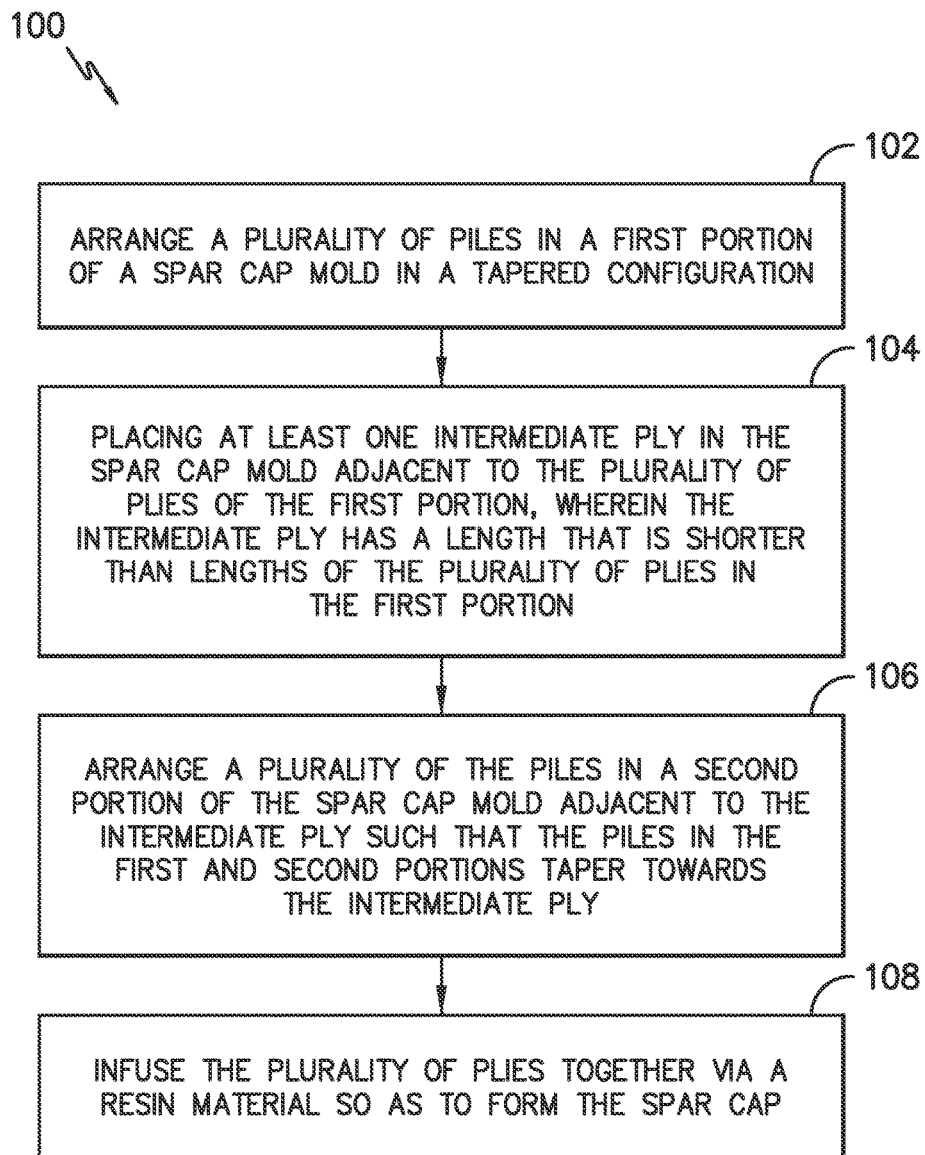 100
102
ARRANGE A PLURALITY OF PILES IN A FIRST PORTION
OF A SPAR CAP MOLD IN A TAPERED CONFIGURATION
104
PLACING AT LEAST ONE INTERMEDIATE PLY IN THE
SPAR CAP MOLD ADJACENT TO THE PLURALITY OF
PLIES OF THE FIRST PORTION, WHEREIN THE
INTERMEDIATE PLY HAS A LENGTH THAT IS SHORTER
THAN LENGTHS OF THE PLURALITY OF PLIES IN
THE FIRST PORTION
106
ARRANGE A PLURALITY OF THE PILES IN A SECOND
PORTION OF THE SPAR CAP MOLD ADJACENT TO THE
INTERMEDIATE PLY SUCH THAT THE PILES IN THE
FIRST AND SECOND PORTIONS TAPER TOWARDS
THE INTERMEDIATE PLY
108
INFUSE THE PLURALITY OF PLIES TOGETHER VIA A
RESIN MATERIAL SO AS TO FORM THE SPAR CAP